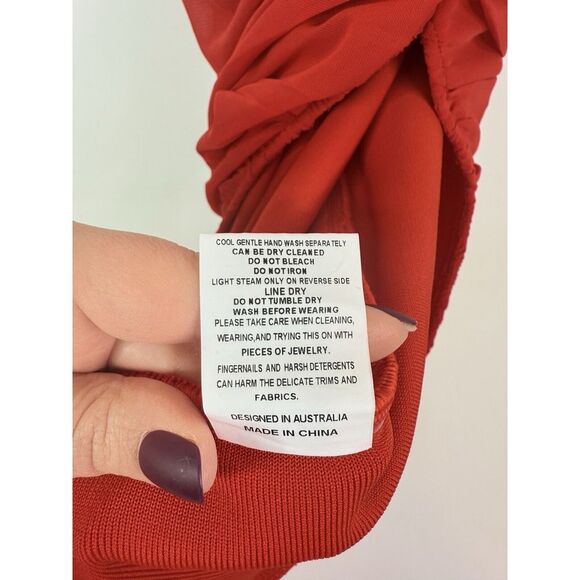 COOL GENTLE HAND WASH SEPARATELY
CAN BE DRY CLEANED
DO NOT BLEACH
DO NOT IRON
LIGHT STEAM ONLY ON REVERSE SIDE
LINE DRY
DO NOT TUMBLE DRY
WASH BEFORE WEARING
PLEASE TAKE CARE WHEN CLEANING,
WEARING,AND TRYING THIS ON WITH
PIECES OF JEWELRY.
FINGERNAILS AND HARSH DETERGENTS
CAN HARM THE DELICATE TRIMS AND
FABRICS.
DESIGNED IN AUSTRALIA
MADE IN CHINA